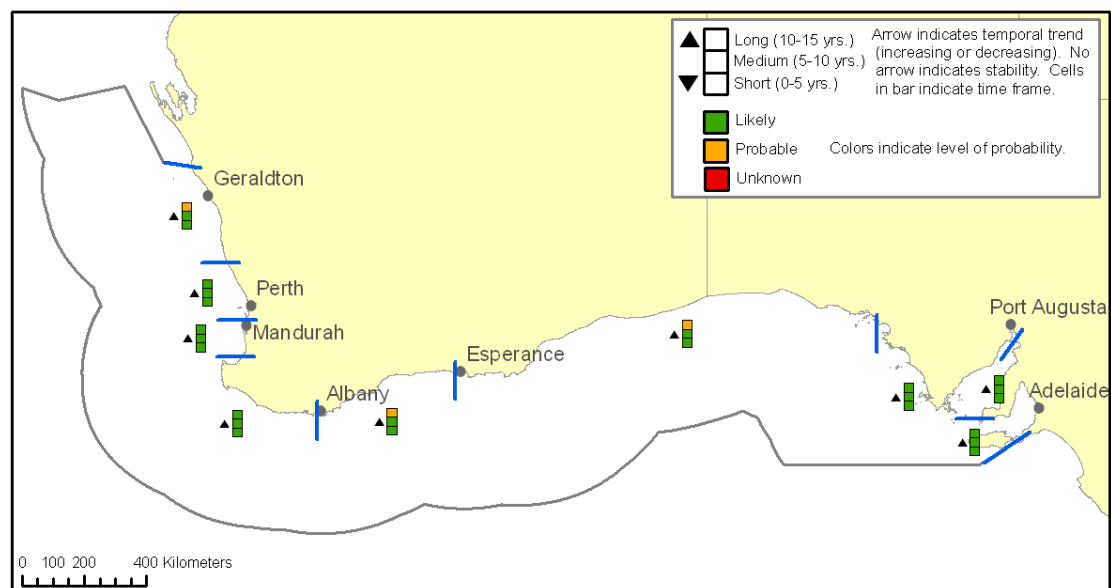 Long (10-15 yrs.)
Medium (5-10 yrs.)
Short (0-5 yrs.)
Arrow indicates temporal trend
(increasing or decreasing). No
arrow indicates stability. Cells
in bar indicate time frame.
Likely
Probable
Unknown
Colors indicate level of probability.
Geraldton
Perth
Mandurah
Albany
Esperance
Port Augusta
Adelaide
0 100 200 400 Kilometers